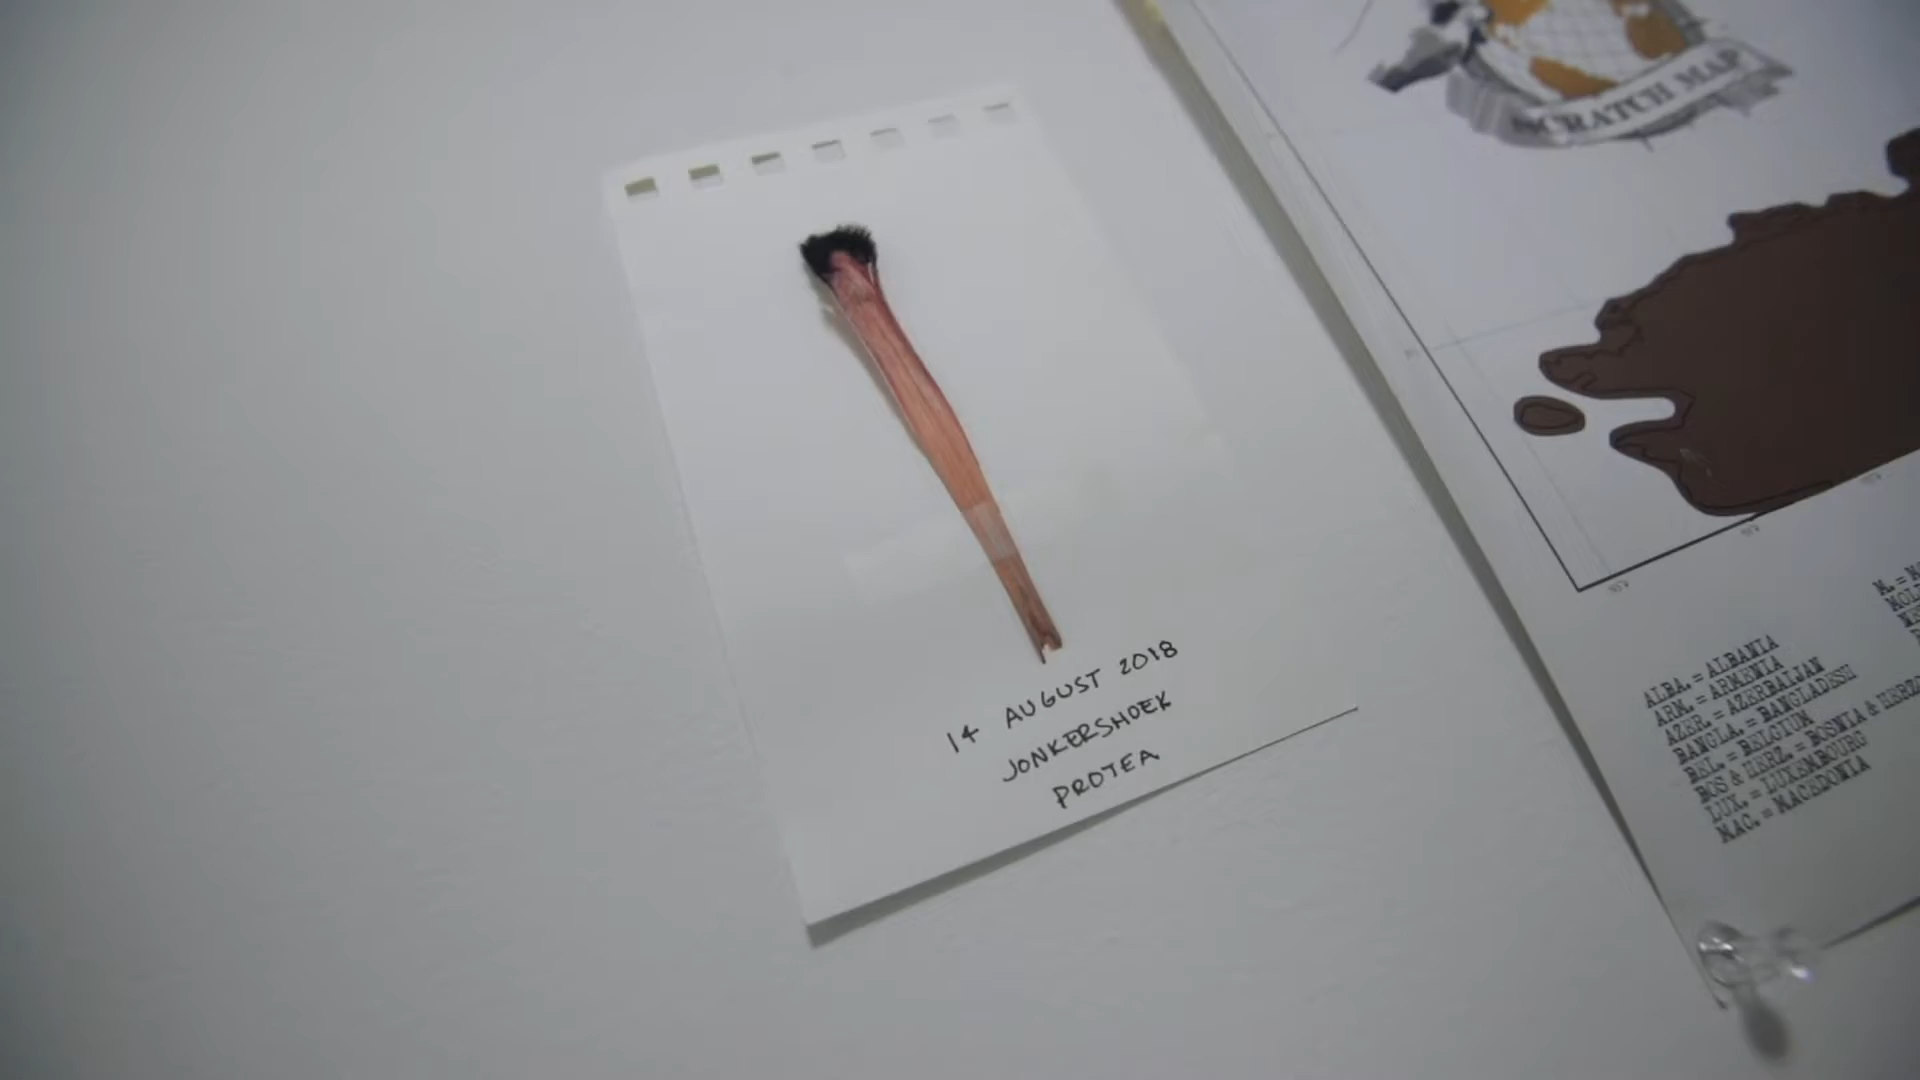 14 AUGUST 2018
JONKERSHOEK
PROTEA
SCRATCH MAP
ALBA. = ALBANIA
ARM. = ARMENIA
AZER. = AZERBAIJAN
BANGLA. = BANGLADESH
BEL. = BELGIUM
BOS & HERZ. = BOSNIA & HERZ
LUX. = LUXEMBOURG
MAC. = MACEDONIA